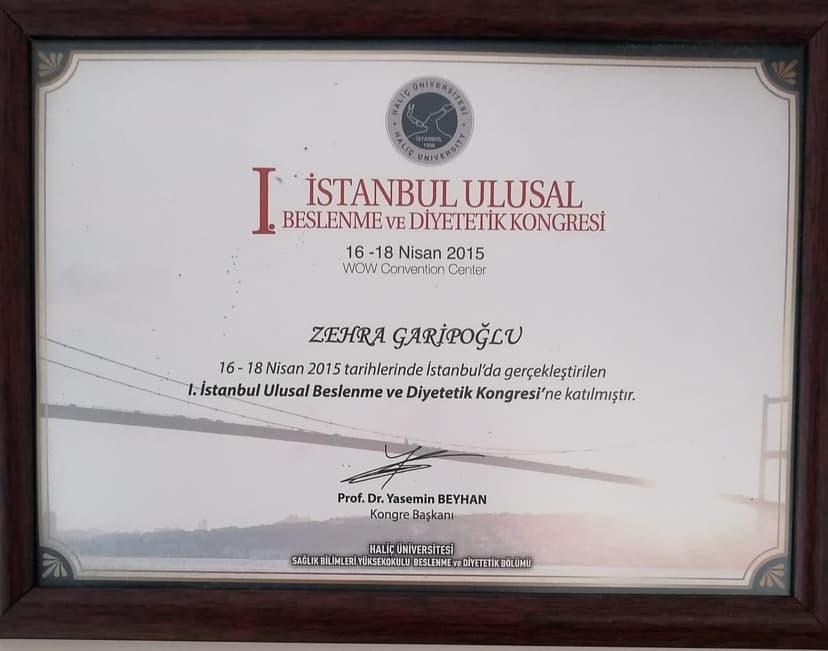 HALİÇ ÜNİVERSİTESİ
İSTANBUL
1998
HALİÇ UNIVERSITY
I. İSTANBUL ULUSAL
BESLENME VE DİYETETİK KONGRESİ
16 -18 Nisan 2015
WOW Convention Center
ZEHRA GARİPOĞLU
16 - 18 Nisan 2015 tarihlerinde İstanbul'da gerçekleştirilen
I. İstanbul Ulusal Beslenme ve Diyetetik Kongresi'ne katılmıştır.
Prof. Dr. Yasemin BEYHAN
Kongre Başkanı
HALİÇ ÜNİVERSİTESİ
SAĞLIK BİLİMLERİ YÜKSEKOKULU BESLENME ve DİYETETİK BÖLÜMÜ